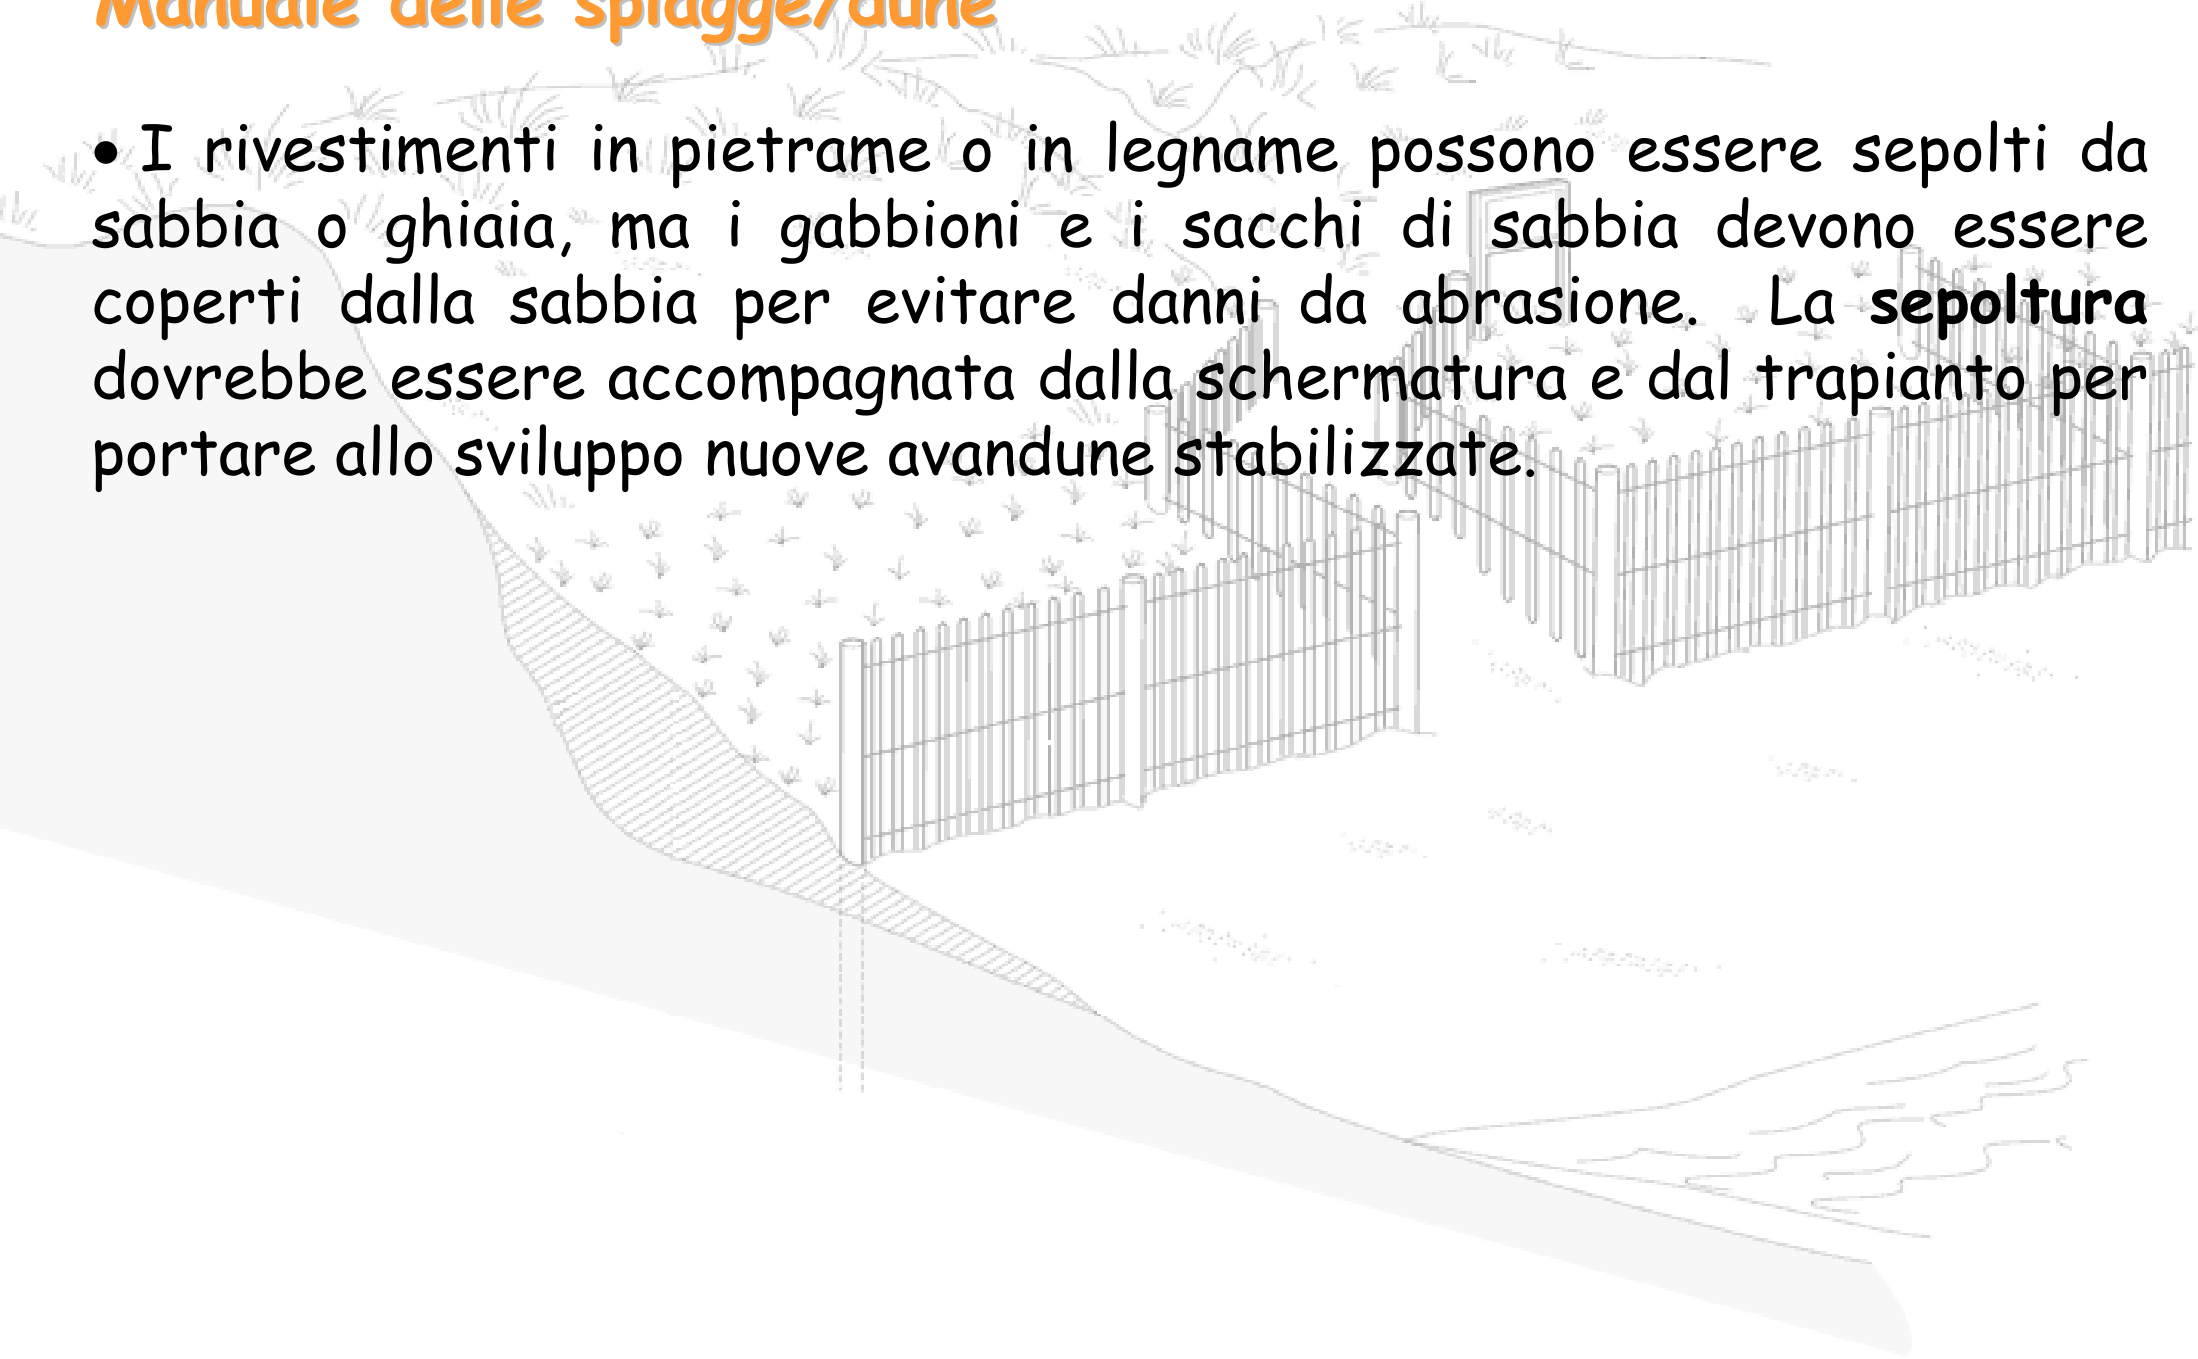 Manuale delle spiagge/dune
• I rivestimenti in pietrame o in legname possono essere sepolti da
sabbia o ghiaia, ma i gabbioni e i sacchi di sabbia devono essere
coperti dalla sabbia per evitare danni da abrasione. La sepoltura
dovrebbe essere accompagnata dalla schermatura e dal trapianto per
portare allo sviluppo nuove avandune stabilizzate.